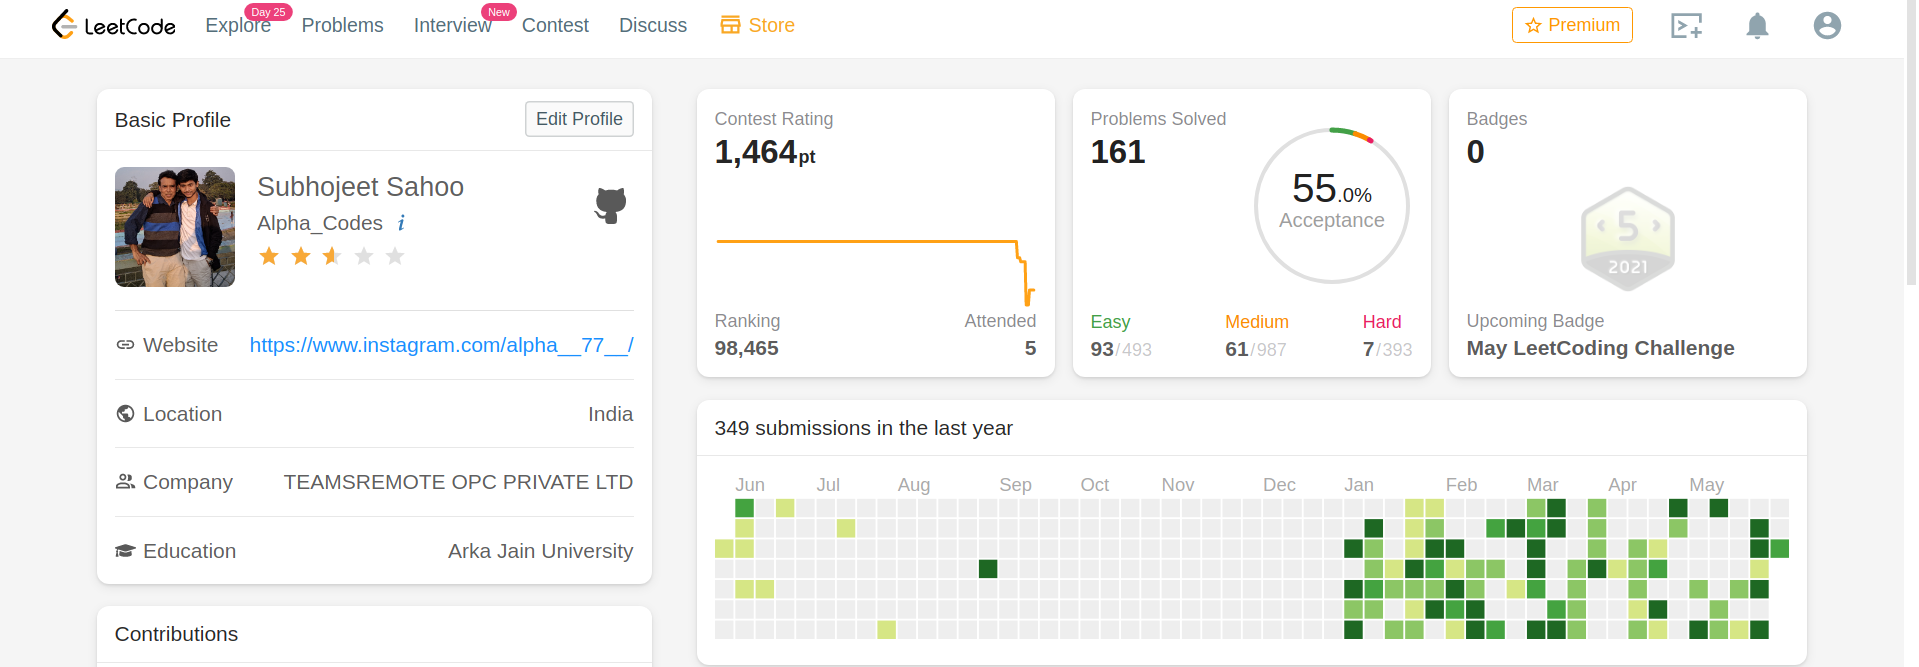 LeetCode Explore Day 25 Problems Interview New Contest Discuss Store Premium
Basic Profile
Edit Profile
Subhojeet Sahoo
Alpha_Codes i
Website https://www.instagram.com/alpha__77__/
Location India
Company TEAMSREMOTE OPC PRIVATE LTD
Education Arka Jain University
Contributions
Contest Rating
1,464pt
Ranking Attended
98,465 5
Problems Solved
161
55.0%
Acceptance
Easy Medium Hard
93/493 61/987 7/393
Badges
0
5
2021
Upcoming Badge
May LeetCoding Challenge
349 submissions in the last year
Jun Jul Aug Sep Oct Nov Dec Jan Feb Mar Apr May